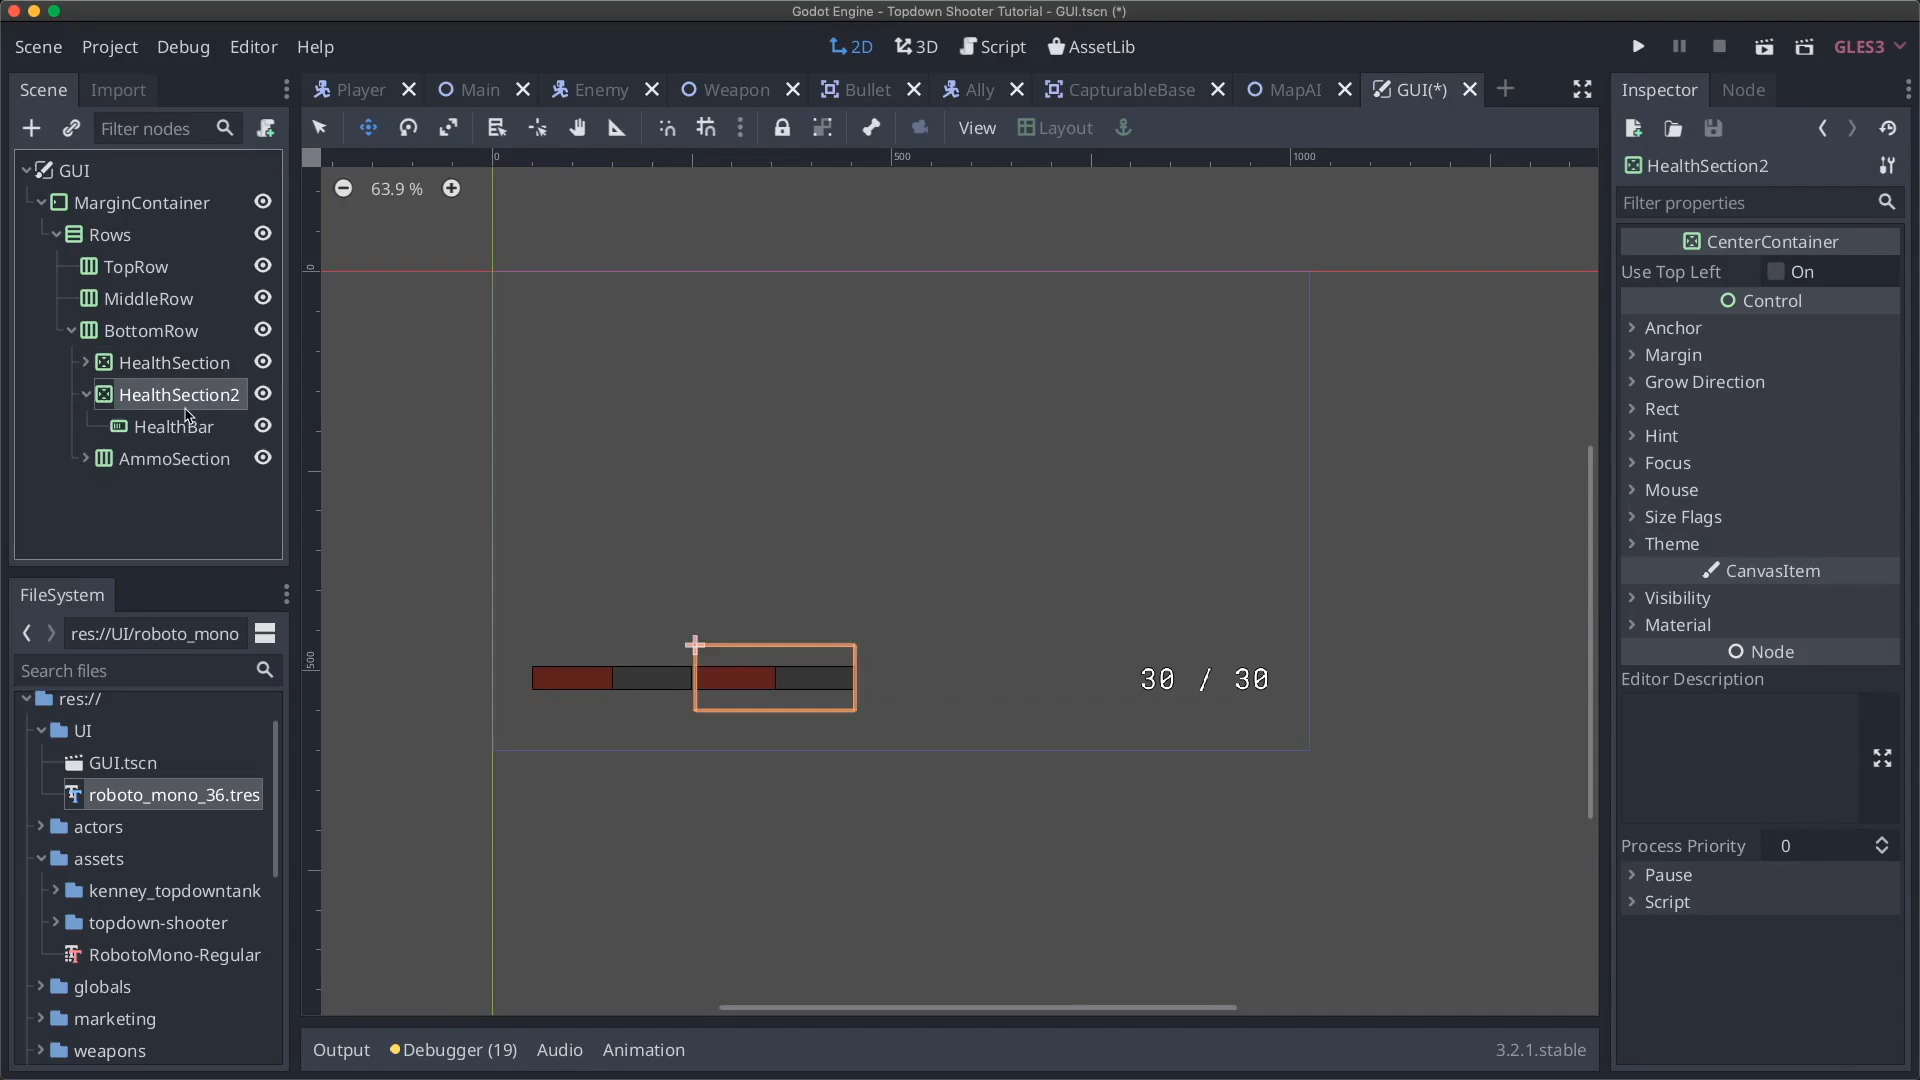 Godot Engine - Topdown Shooter Tutorial - GUI.tscn (*)
Scene Project Debug Editor Help
2D 3D Script AssetLib
GLES3
Scene Import
Player Main Enemy Weapon Bullet Ally CapturableBase MapAI GUI(*)
Inspector Node
Filter nodes
View Layout
0 500 1000
63.9 %
GUI
MarginContainer
Rows
TopRow
MiddleRow
BottomRow
HealthSection
HealthSection2
HealthBar
AmmoSection
0
500
30 / 30
FileSystem
res://UI/roboto_mono
Search files
res://
UI
GUI.tscn
roboto_mono_36.tres
actors
assets
kenney_topdowntank
topdown-shooter
RobotoMono-Regular
globals
marketing
weapons
HealthSection2
Filter properties
CenterContainer
Use Top Left On
Control
Anchor
Margin
Grow Direction
Rect
Hint
Focus
Mouse
Size Flags
Theme
CanvasItem
Visibility
Material
Node
Editor Description
Process Priority 0
Pause
Script
Output Debugger (19) Audio Animation
3.2.1.stable